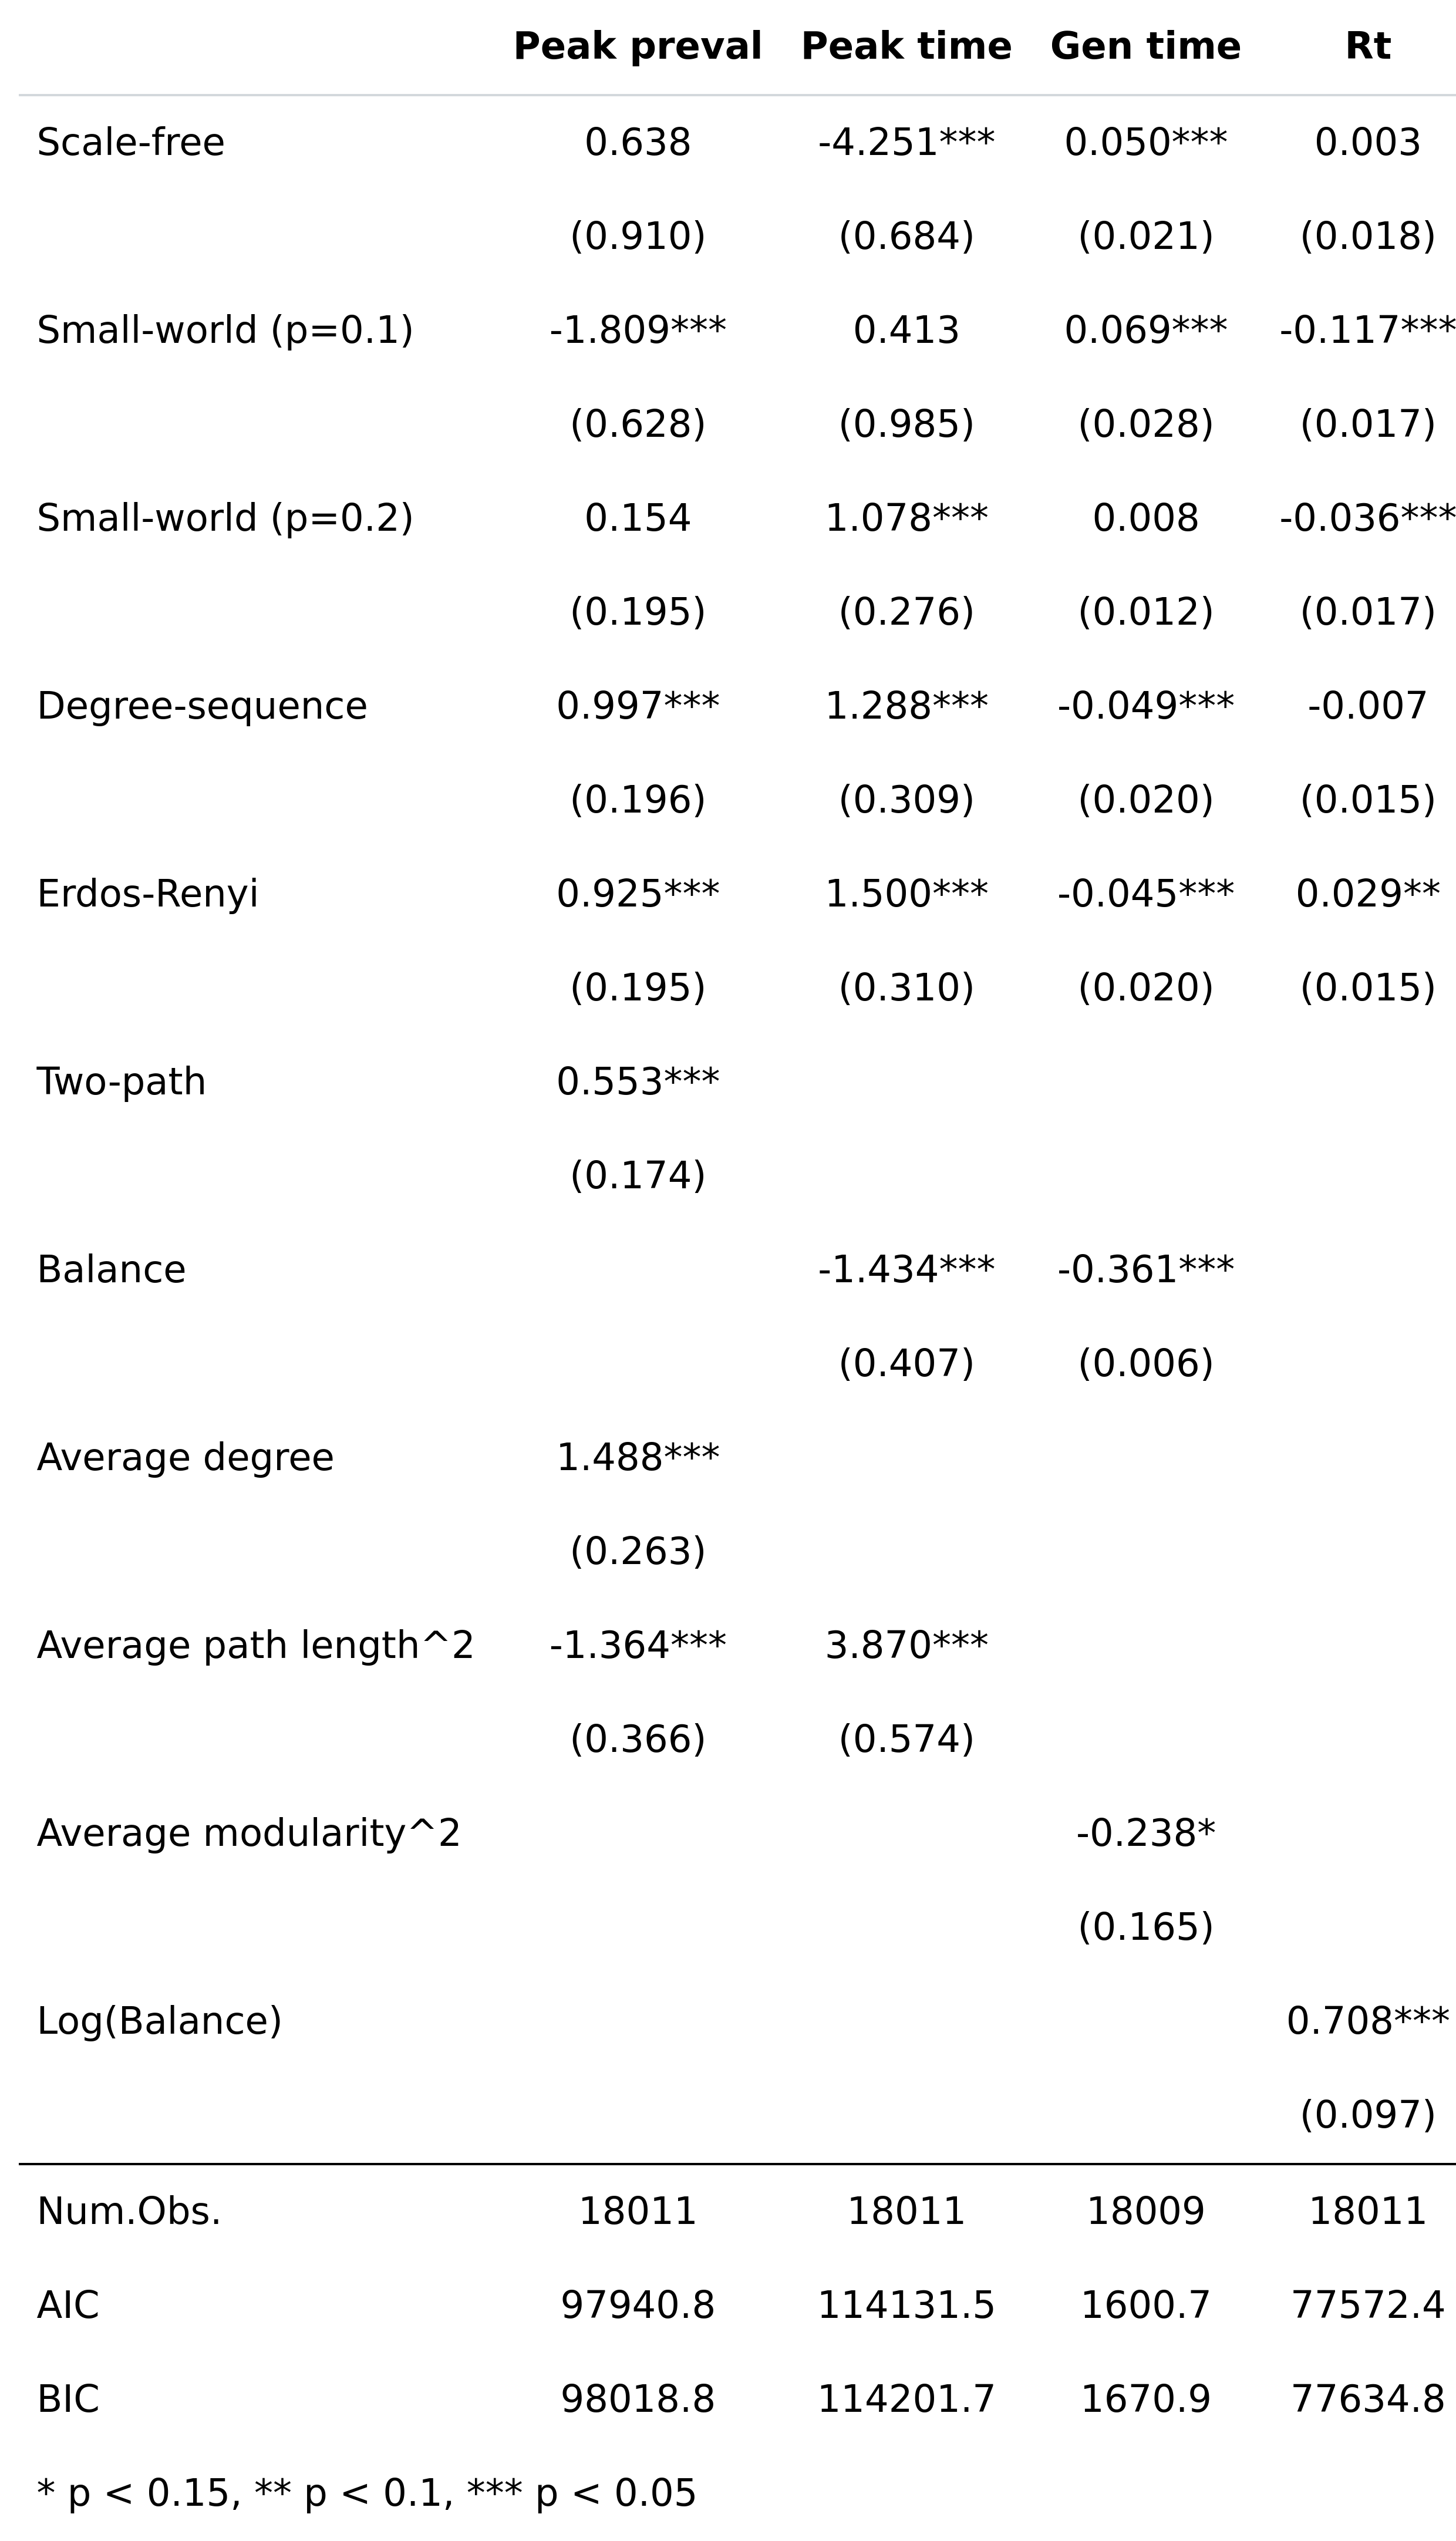 Peak preval Peak time Gen time Rt
Scale-free 0.638 -4.251*** 0.050*** 0.003
(0.910) (0.684) (0.021) (0.018)
Small-world (p=0.1) -1.809*** 0.413 0.069*** -0.117***
(0.628) (0.985) (0.028) (0.017)
Small-world (p=0.2) 0.154 1.078*** 0.008 -0.036***
(0.195) (0.276) (0.012) (0.017)
Degree-sequence 0.997*** 1.288*** -0.049*** -0.007
(0.196) (0.309) (0.020) (0.015)
Erdos-Renyi 0.925*** 1.500*** -0.045*** 0.029**
(0.195) (0.310) (0.020) (0.015)
Two-path 0.553***
(0.174)
Balance -1.434*** -0.361***
(0.407) (0.006)
Average degree 1.488***
(0.263)
Average path length^2 -1.364*** 3.870***
(0.366) (0.574)
Average modularity^2 -0.238*
(0.165)
Log(Balance) 0.708***
(0.097)
Num.Obs. 18011 18011 18009 18011
AIC 97940.8 114131.5 1600.7 77572.4
BIC 98018.8 114201.7 1670.9 77634.8
* p < 0.15, ** p < 0.1, *** p < 0.05